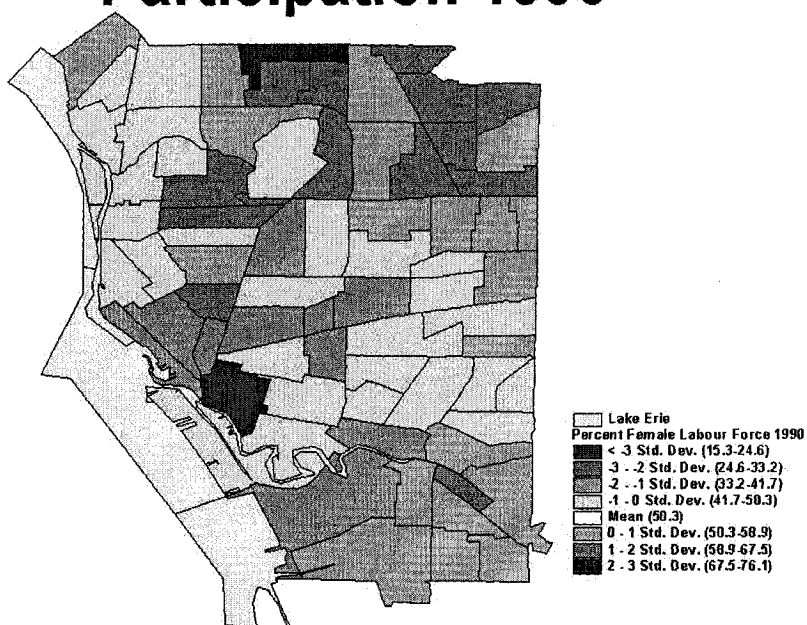 Participation 1990
Lake Erie
Percent Female Labour Force 1990
< -3 Std. Dev. (15.3-24.6)
-3 - -2 Std. Dev. (24.6-33.2)
-2 - -1 Std. Dev. (33.2-41.7)
-1 - 0 Std. Dev. (41.7-50.3)
Mean (50.3)
0 - 1 Std. Dev. (50.3-58.9)
1 - 2 Std. Dev. (58.9-67.5)
2 - 3 Std. Dev. (67.5-76.1)